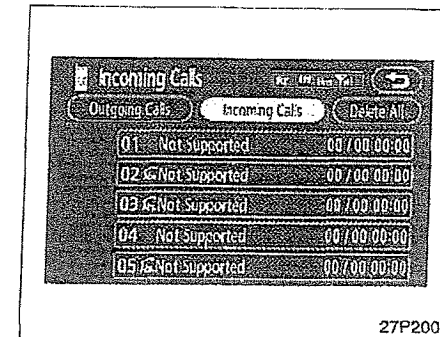 Incoming Calls
Outgoing Calls Incoming Calls Delete All
01 Not Supported 00/00 00:00
02 Not Supported 00/00 00:00
03 Not Supported 00/00 00:00
04 Not Supported 00/00 00:00
05 Not Supported 00/00 00:00
27P200